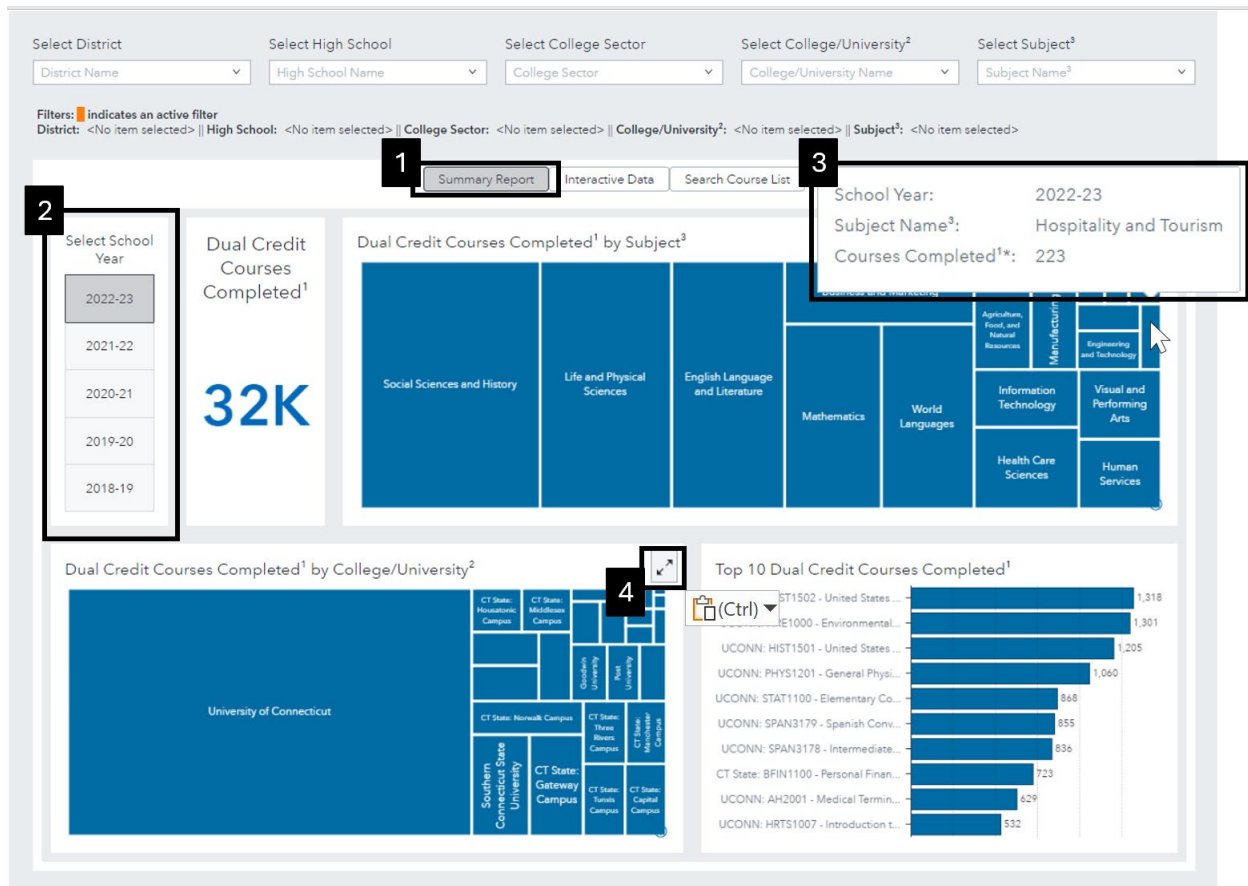 Select District
Select High School
Select College Sector
Select College/University²
Select Subject³
District Name
High School Name
College Sector
College/University Name
Subject Name³
Filters: indicates an active filter
District: <No item selected> || High School: <No item selected> || College Sector: <No item selected> || College/University²: <No item selected> || Subject³: <No item selected>
1
Summary Report
Interactive Data
Search Course List
3
School Year: 2022-23
Subject Name³: Hospitality and Tourism
Courses Completed¹*: 223
2
Select School
Year
2022-23
2021-22
2020-21
2019-20
2018-19
Dual Credit
Courses
Completed¹
32K
Dual Credit Courses Completed¹ by Subject³
Social Sciences and History
Life and Physical
Sciences
English Language
and Literature
Business and Marketing
Mathematics
World
Languages
Agriculture,
Food, and
Natural
Resources
Manufacturing
Engineering
and Technology
Information
Technology
Visual and
Performing
Arts
Health Care
Sciences
Human
Services
Dual Credit Courses Completed¹ by College/University²
4
(Ctrl)
University of Connecticut
CT State:
Housatonic
Campus
CT State:
Middlesex
Campus
Goodwin
University
Post
University
CT State: Norwalk Campus
CT State:
Three
Rivers
Campus
CT State:
Manchester
Campus
Southern
Connecticut State
University
CT State:
Gateway
Campus
CT State:
Tunxis
Campus
CT State:
Capital
Campus
Top 10 Dual Credit Courses Completed¹
ST1502 - United States ... 1,318
RE1000 - Environmental... 1,301
UCONN: HIST1501 - United States ... 1,205
UCONN: PHYS1201 - General Physi... 1,060
UCONN: STAT1100 - Elementary Co... 868
UCONN: SPAN3179 - Spanish Conv... 855
UCONN: SPAN3178 - Intermediate... 836
CT State: BFIN1100 - Personal Finan... 723
UCONN: AH2001 - Medical Termin... 629
UCONN: HRTS1007 - Introduction t... 532